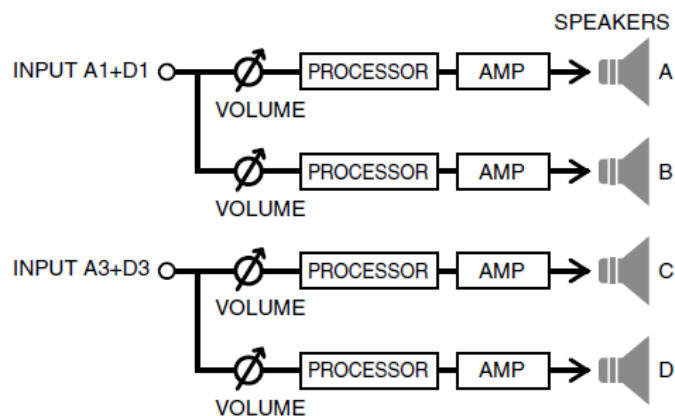 SPEAKERS
INPUT A1+D1 PROCESSOR AMP A
VOLUME
PROCESSOR AMP B
VOLUME
INPUT A3+D3 PROCESSOR AMP C
VOLUME
PROCESSOR AMP D
VOLUME